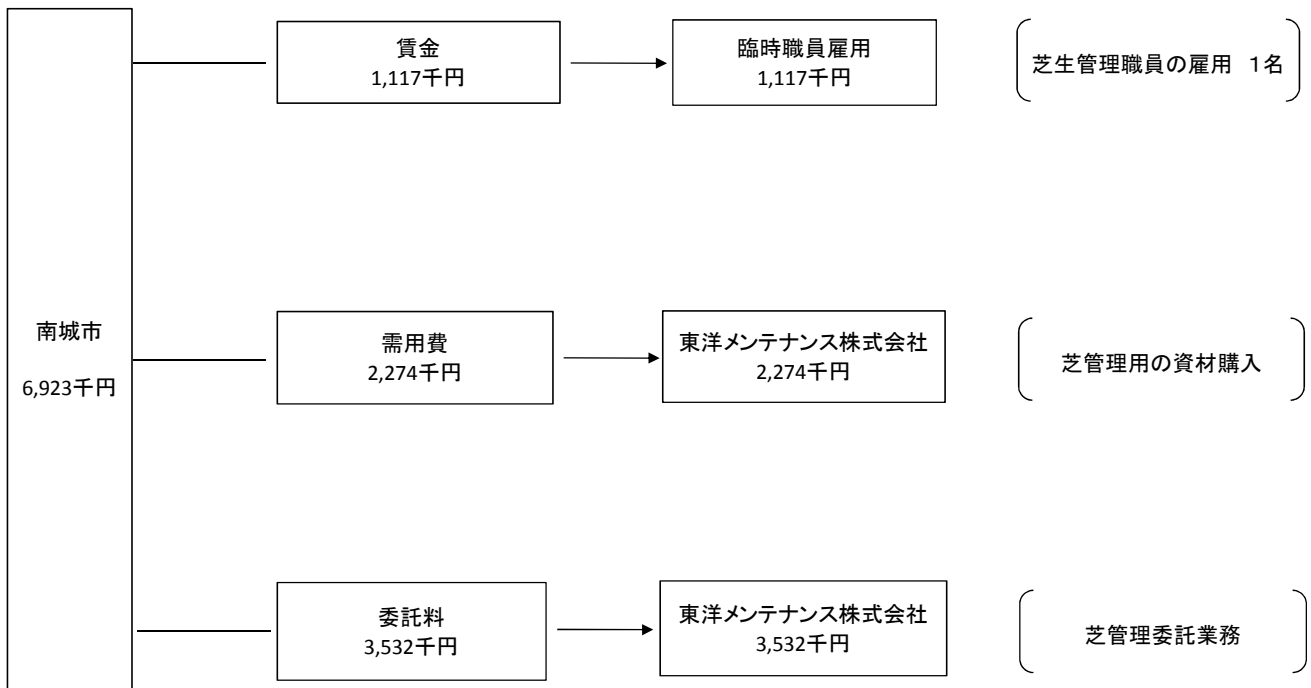 賃金
1,117千円
臨時職員雇用
1,117千円
芝生管理職員の雇用 1名
南城市
6,923千円
需用費
2,274千円
東洋メンテナンス株式会社
2,274千円
芝管理用の資材購入
委託料
3,532千円
東洋メンテナンス株式会社
3,532千円
芝管理委託業務